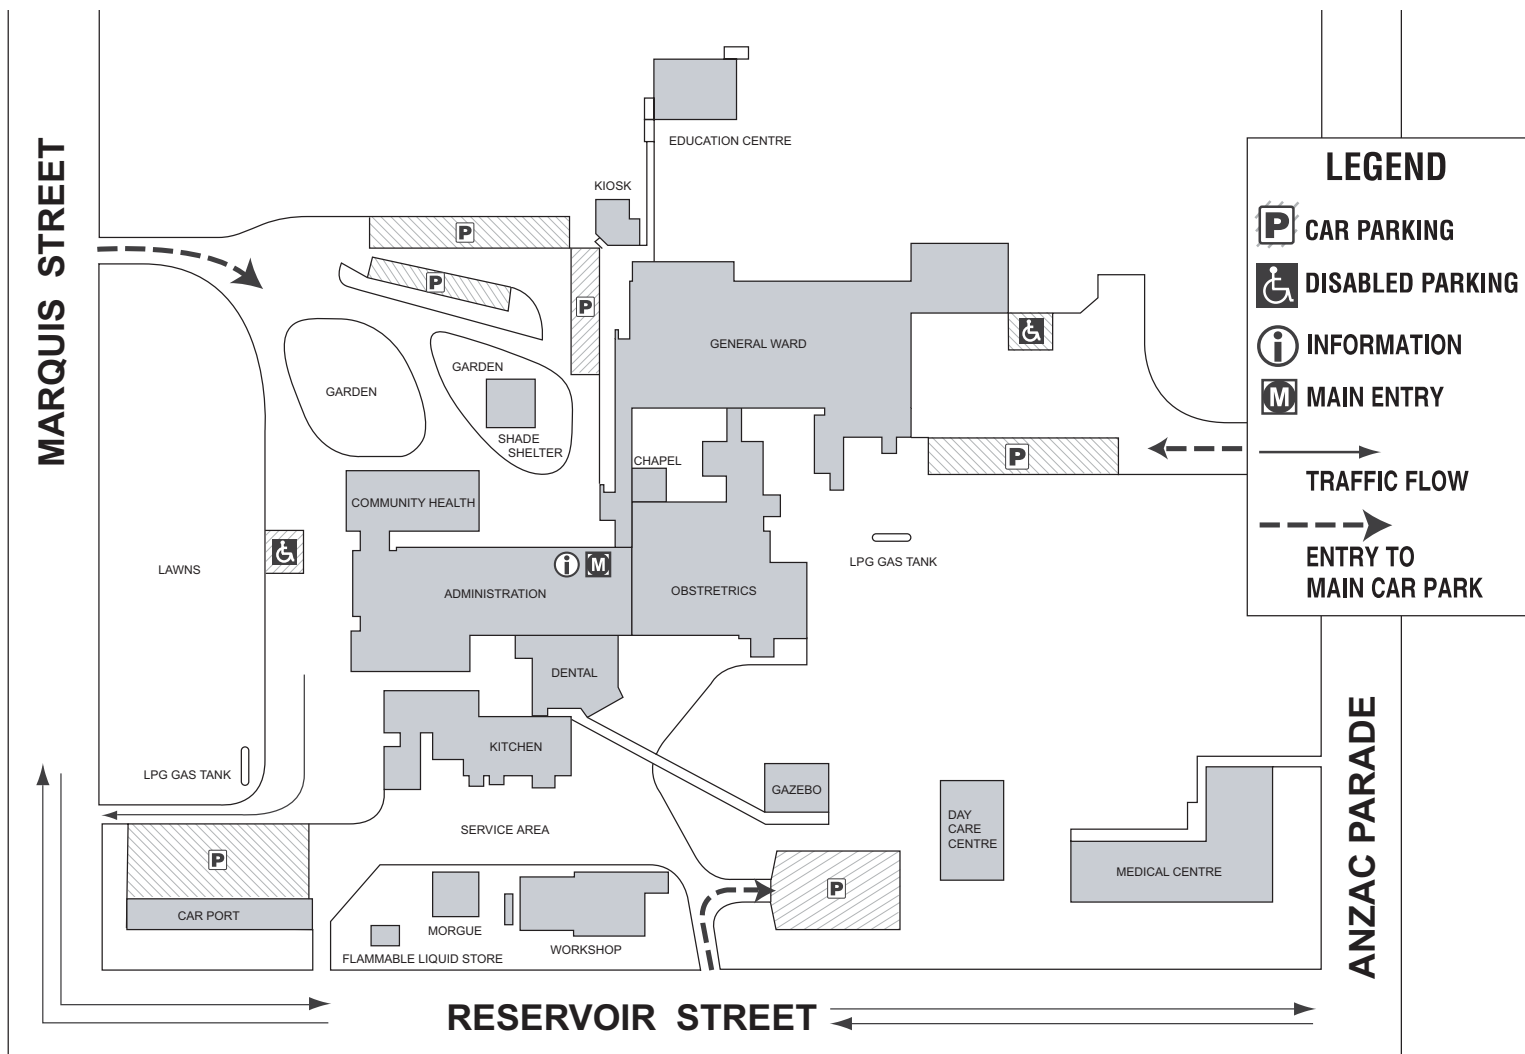 MARQUIS STREET
EDUCATION CENTRE
KIOSK
P
P
P
GENERAL WARD
GARDEN
GARDEN
SHADE
SHELTER
CHAPEL
P
COMMUNITY HEALTH
LAWNS
i
M
ADMINISTRATION
OBSTRETRICS
LPG GAS TANK
DENTAL
KITCHEN
LPG GAS TANK
GAZEBO
SERVICE AREA
DAY
CARE
CENTRE
MEDICAL CENTRE
P
P
CAR PORT
MORGUE
WORKSHOP
FLAMMABLE LIQUID STORE
RESERVOIR STREET
ANZAC PARADE
LEGEND
P CAR PARKING
DISABLED PARKING
i INFORMATION
M MAIN ENTRY
TRAFFIC FLOW
ENTRY TO
MAIN CAR PARK